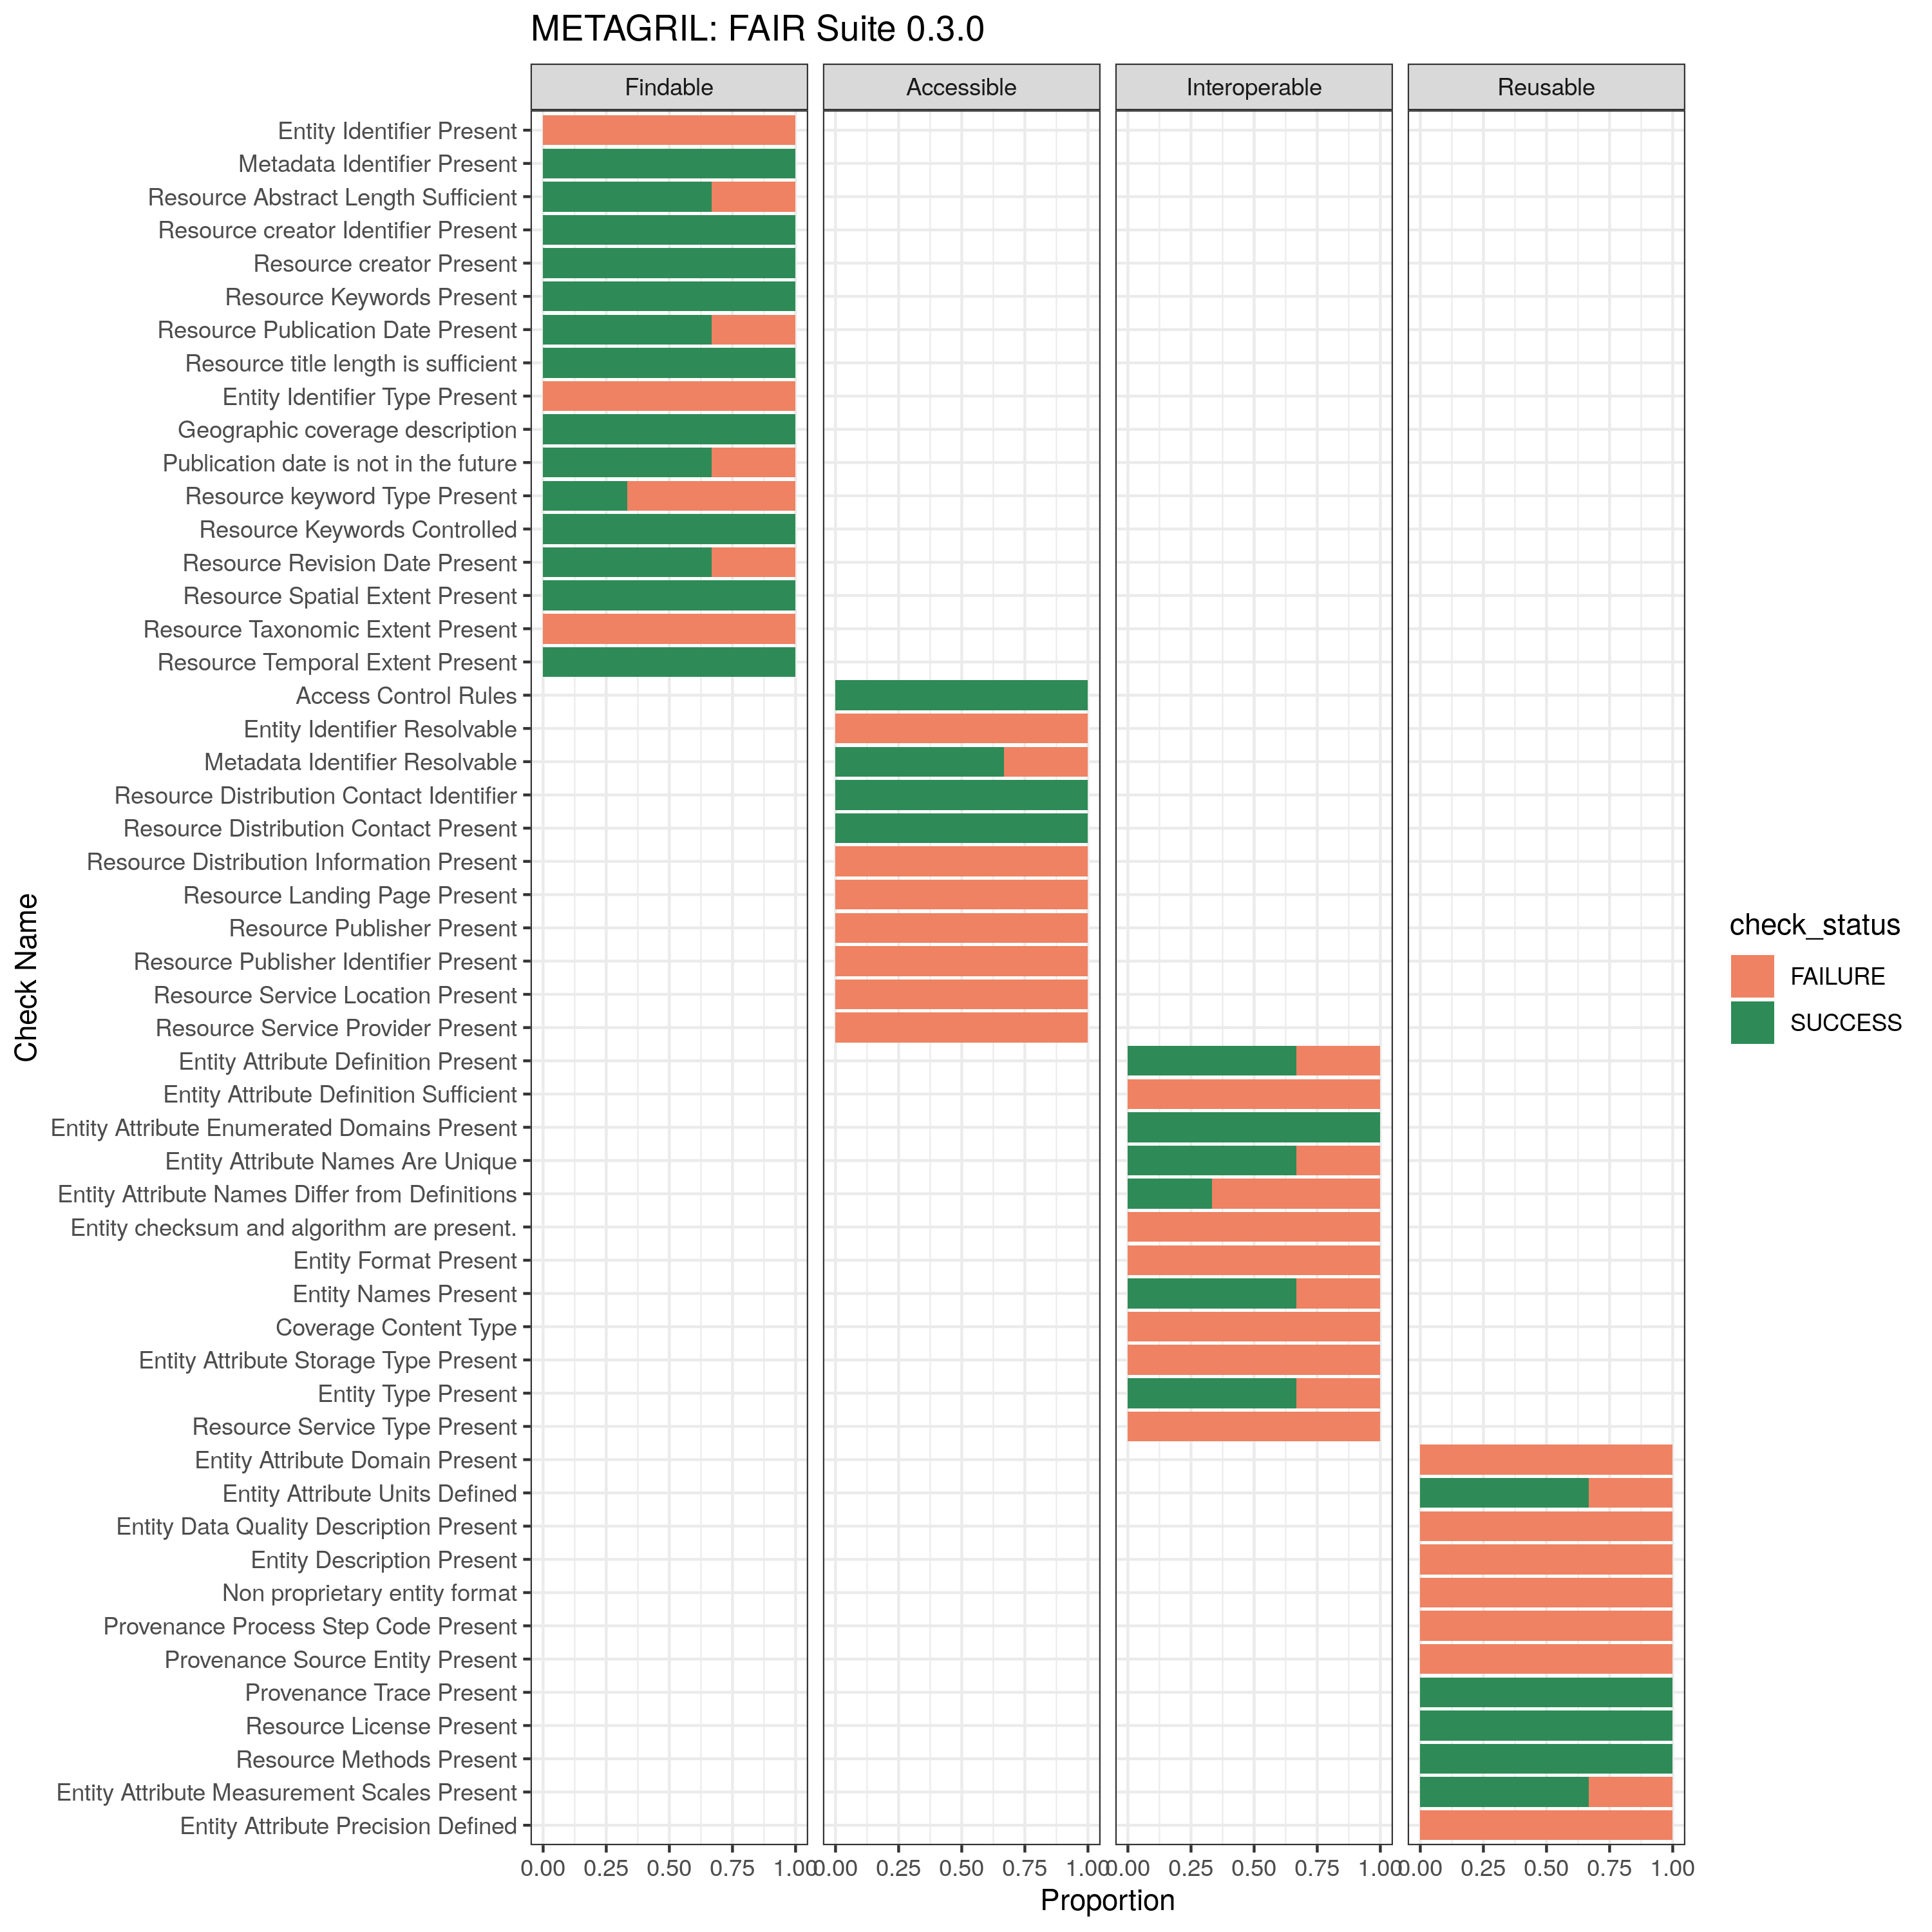 METAGRIL: FAIR Suite 0.3.0
Findable Accessible Interoperable Reusable
Entity Identifier Present
Metadata Identifier Present
Resource Abstract Length Sufficient
Resource creator Identifier Present
Resource creator Present
Resource Keywords Present
Resource Publication Date Present
Resource title length is sufficient
Entity Identifier Type Present
Geographic coverage description
Publication date is not in the future
Resource keyword Type Present
Resource Keywords Controlled
Resource Revision Date Present
Resource Spatial Extent Present
Resource Taxonomic Extent Present
Resource Temporal Extent Present
Access Control Rules
Entity Identifier Resolvable
Metadata Identifier Resolvable
Resource Distribution Contact Identifier
Resource Distribution Contact Present
Resource Distribution Information Present
Resource Landing Page Present
Resource Publisher Present
Resource Publisher Identifier Present
Resource Service Location Present
Resource Service Provider Present
Entity Attribute Definition Present
Entity Attribute Definition Sufficient
Entity Attribute Enumerated Domains Present
Entity Attribute Names Are Unique
Entity Attribute Names Differ from Definitions
Entity checksum and algorithm are present.
Entity Format Present
Entity Names Present
Coverage Content Type
Entity Attribute Storage Type Present
Entity Type Present
Resource Service Type Present
Entity Attribute Domain Present
Entity Attribute Units Defined
Entity Data Quality Description Present
Entity Description Present
Non proprietary entity format
Provenance Process Step Code Present
Provenance Source Entity Present
Provenance Trace Present
Resource License Present
Resource Methods Present
Entity Attribute Measurement Scales Present
Entity Attribute Precision Defined
0.00 0.25 0.50 0.75 1.00 0.00 0.25 0.50 0.75 1.00 0.00 0.25 0.50 0.75 1.00 0.00 0.25 0.50 0.75 1.00
Proportion
Check Name
check_status
FAILURE
SUCCESS